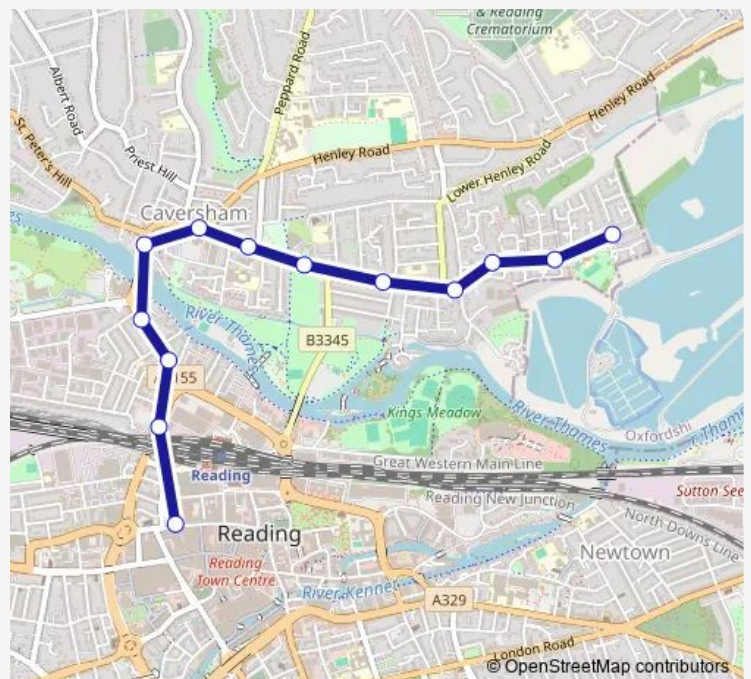 & Reading
Crematorium
Peppard Road
Albert Road
Henley Road
St. Peter's Hill
Priest Hill
Henley Road
Lower Henley Road
Caversham
River Thames
B3345
Kings Meadow
River Thames
Oxfordshi
Great Western Main Line
Reading
Reading New Junction
Sutton See
North Downs Line
Reading
Newtown
Reading
Town Centre
River Kennet
A329
London Road
© OpenStreetMap contributors